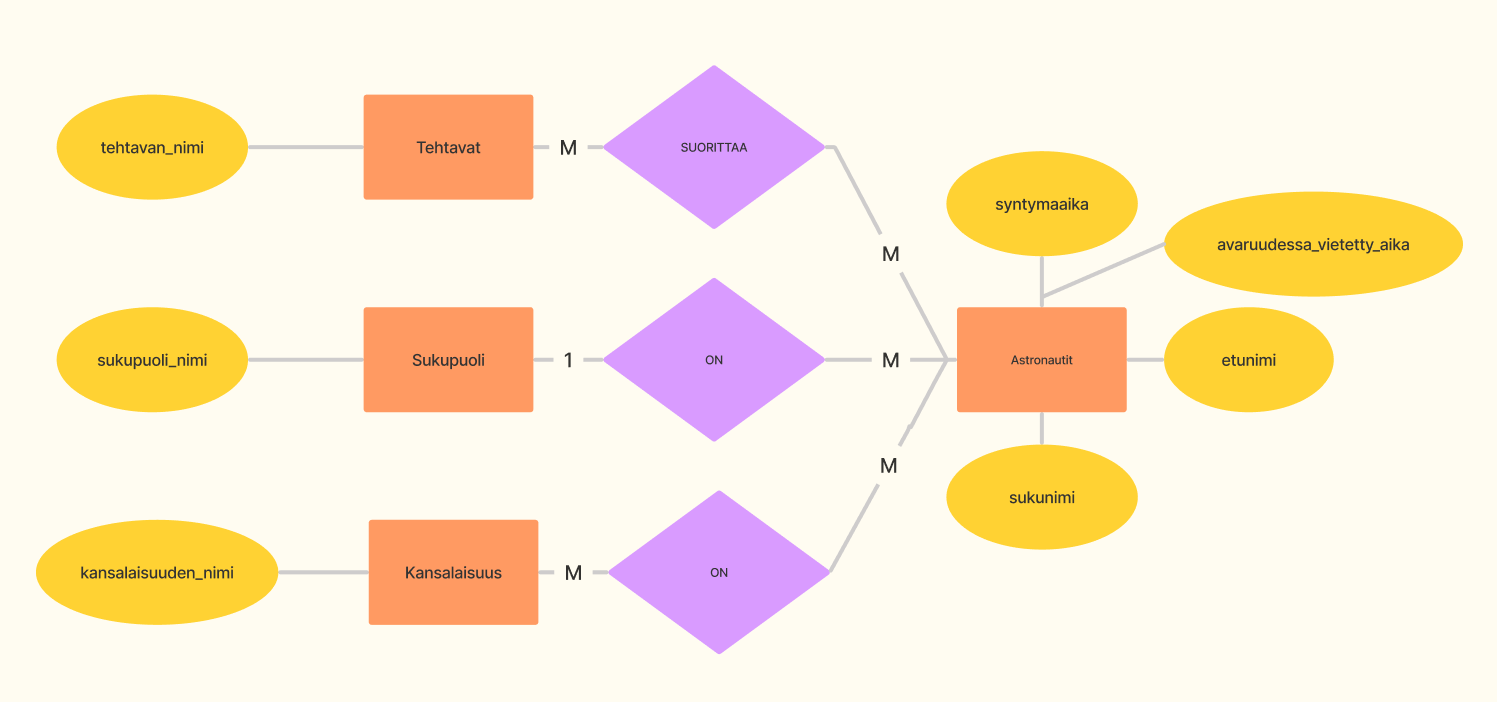 tehtavan_nimi
Tehtavat
M
SUORITTAA
M
syntymaaika
avaruudessa_vietetty_aika
sukupuoli_nimi
Sukupuoli
1
ON
M
Astronautit
etunimi
M
sukunimi
kansalaisuuden_nimi
Kansalaisuus
M
ON